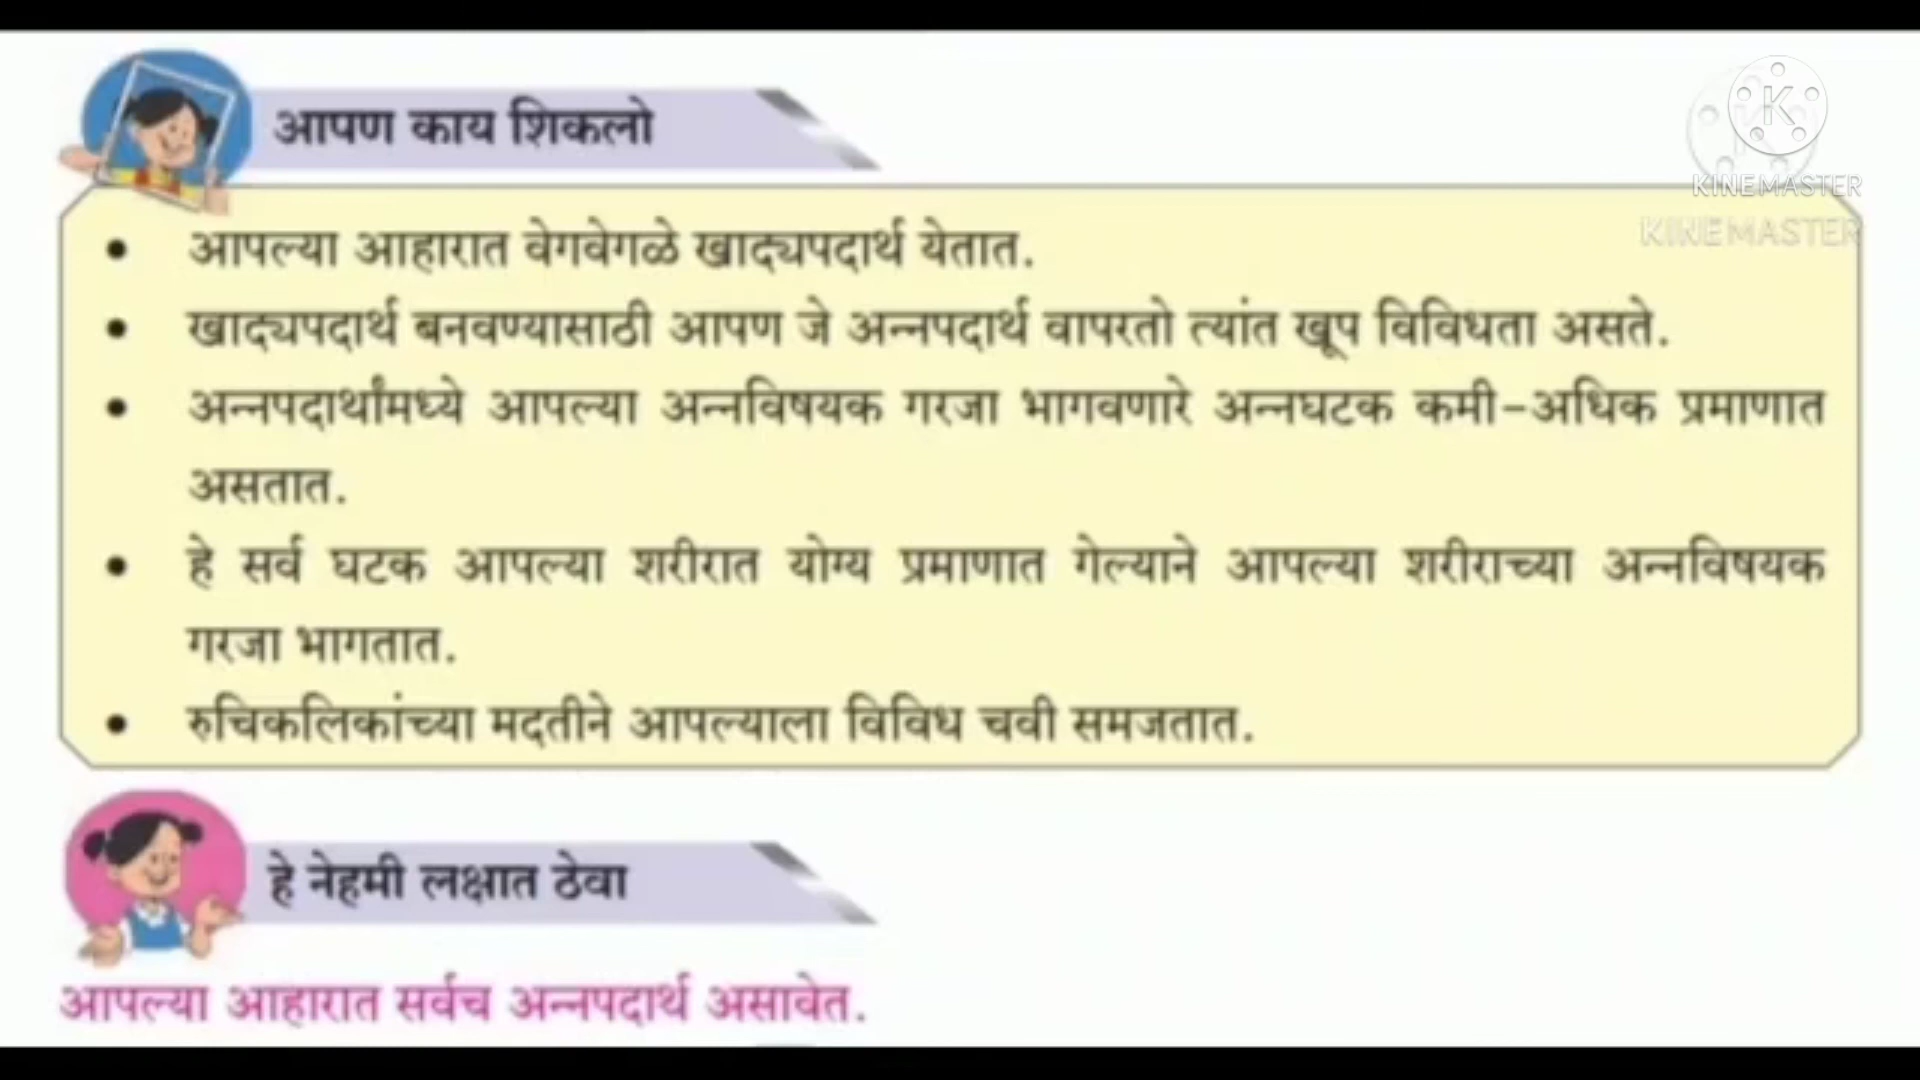 आपण काय शिकलो
KINEMASTER
KINEMASTER
• आपल्या आहारात वेगवेगळे खाद्यपदार्थ येतात.
• खाद्यपदार्थ बनवण्यासाठी आपण जे अन्नपदार्थ वापरतो त्यांत खूप विविधता असते.
• अन्नपदार्थांमध्ये आपल्या अन्नविषयक गरजा भागवणारे अन्नघटक कमी-अधिक प्रमाणात
असतात.
• हे सर्व घटक आपल्या शरीरात योग्य प्रमाणात गेल्याने आपल्या शरीराच्या अन्नविषयक
गरजा भागतात.
• रुचिकलिकांच्या मदतीने आपल्याला विविध चवी समजतात.
हे नेहमी लक्षात ठेवा
आपल्या आहारात सर्वच अन्नपदार्थ असावेत.